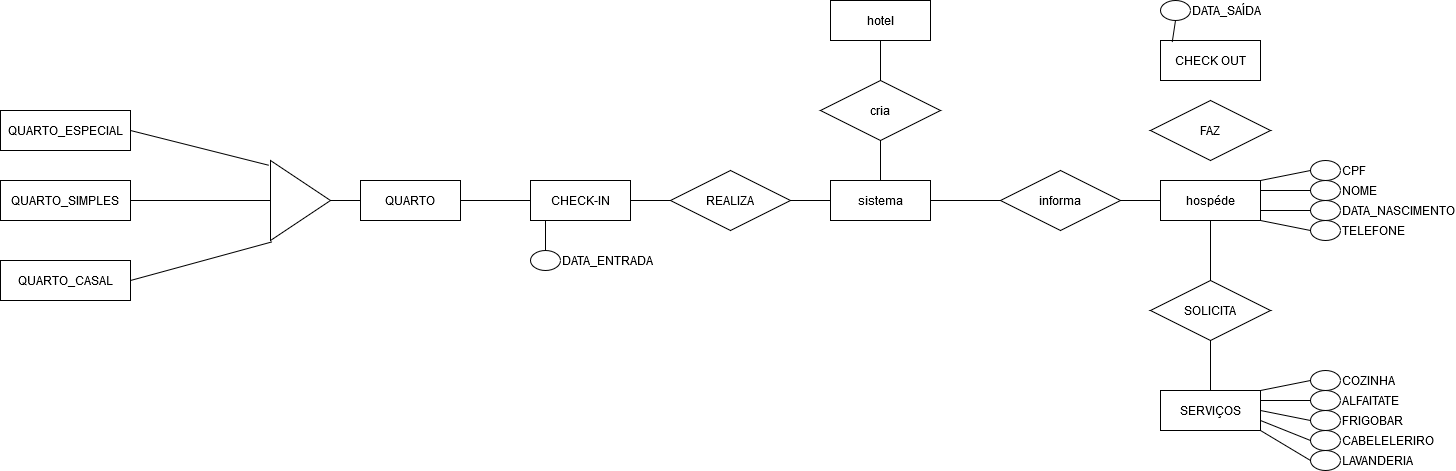 DATA_SAÍDA
hotel
CHECK OUT
cria
QUARTO_ESPECIAL
FAZ
CPF
NOME
DATA_NASCIMENTO
TELEFONE
QUARTO_SIMPLES
QUARTO
CHECK-IN
REALIZA
sistema
informa
hospéde
DATA_ENTRADA
QUARTO_CASAL
SOLICITA
COZINHA
ALFAITATE
SERVIÇOS
FRIGOBAR
CABELELERIRO
LAVANDERIA